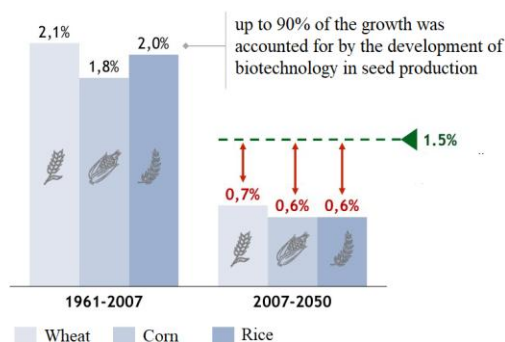 up to 90% of the growth was
accounted for by the development of
biotechnology in seed production
2,1%
1,8%
2,0%
1.5%
0,7%
0,6%
0,6%
1961-2007
2007-2050
Wheat
Corn
Rice